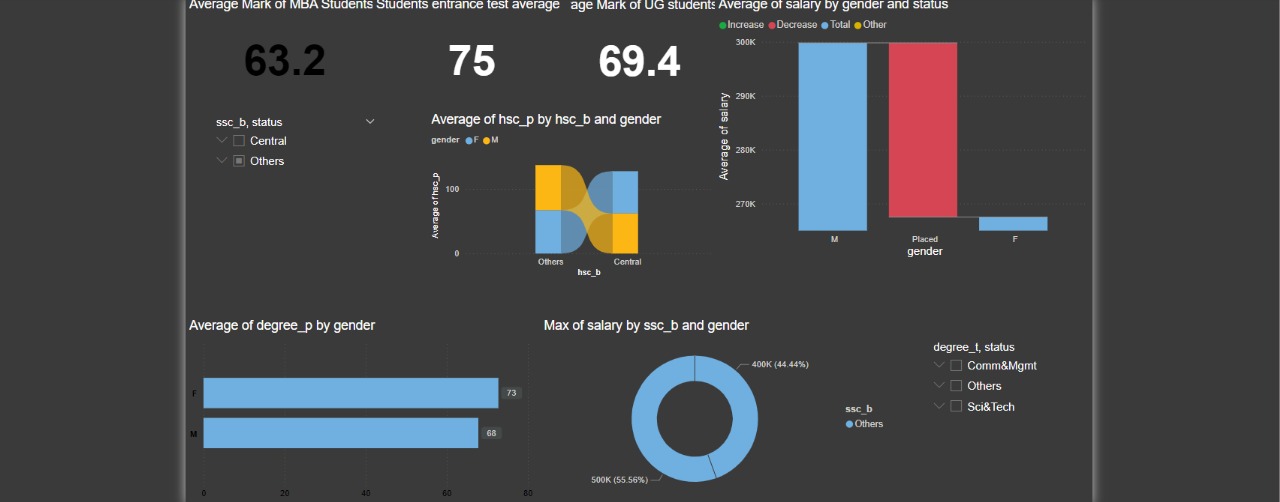 Average Mark of MBA Students
Students entrance test average
age Mark of UG students
63.2
75
69.4
Average of salary by gender and status
Increase Decrease Total Other
300K
290K
280K
270K
Average of salary
M Placed F
gender
ssc_b, status
Central
Others
Average of hsc_p by hsc_b and gender
gender F M
100
0
Average of hsc_p
Others Central
hsc_b
Average of degree_p by gender
F
73
M
68
0 20 40 60 80
Max of salary by ssc_b and gender
400K (44.44%)
500K (55.56%)
ssc_b
Others
degree_t, status
Comm&Mgmt
Others
Sci&Tech